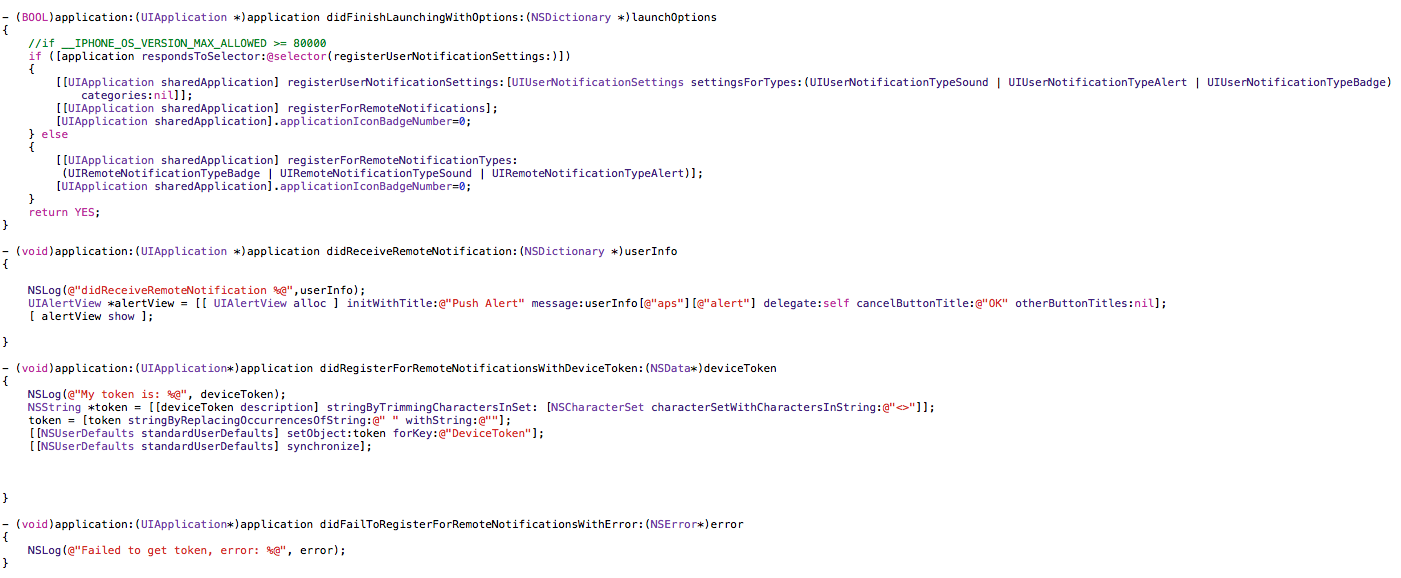 - (BOOL)application:(UIApplication *)application didFinishLaunchingWithOptions:(NSDictionary *)launchOptions
{
    //if __IPHONE_OS_VERSION_MAX_ALLOWED >= 80000
    if ([application respondsToSelector:@selector(registerUserNotificationSettings:)])
    {
        [[UIApplication sharedApplication] registerUserNotificationSettings:[UIUserNotificationSettings settingsForTypes:(UIUserNotificationTypeSound | UIUserNotificationTypeAlert | UIUserNotificationTypeBadge)
            categories:nil]];
        [[UIApplication sharedApplication] registerForRemoteNotifications];
        [UIApplication sharedApplication].applicationIconBadgeNumber=0;
    } else
    {
        [[UIApplication sharedApplication] registerForRemoteNotificationTypes:
         (UIRemoteNotificationTypeBadge | UIRemoteNotificationTypeSound | UIRemoteNotificationTypeAlert)];
        [UIApplication sharedApplication].applicationIconBadgeNumber=0;
    }
    return YES;
}
- (void)application:(UIApplication *)application didReceiveRemoteNotification:(NSDictionary *)userInfo
{
    NSLog(@"didReceiveRemoteNotification %@",userInfo);
    UIAlertView *alertView = [[ UIAlertView alloc ] initWithTitle:@"Push Alert" message:userInfo[@"aps"][@"alert"] delegate:self cancelButtonTitle:@"OK" otherButtonTitles:nil];
    [ alertView show ];
}
- (void)application:(UIApplication*)application didRegisterForRemoteNotificationsWithDeviceToken:(NSData*)deviceToken
{
    NSLog(@"My token is: %@", deviceToken);
    NSString *token = [[deviceToken description] stringByTrimmingCharactersInSet: [NSCharacterSet characterSetWithCharactersInString:@"<>"]];
    token = [token stringByReplacingOccurrencesOfString:@" " withString:@""];
    [[NSUserDefaults standardUserDefaults] setObject:token forKey:@"DeviceToken"];
    [[NSUserDefaults standardUserDefaults] synchronize];
}
- (void)application:(UIApplication*)application didFailToRegisterForRemoteNotificationsWithError:(NSError*)error
{
    NSLog(@"Failed to get token, error: %@", error);
}